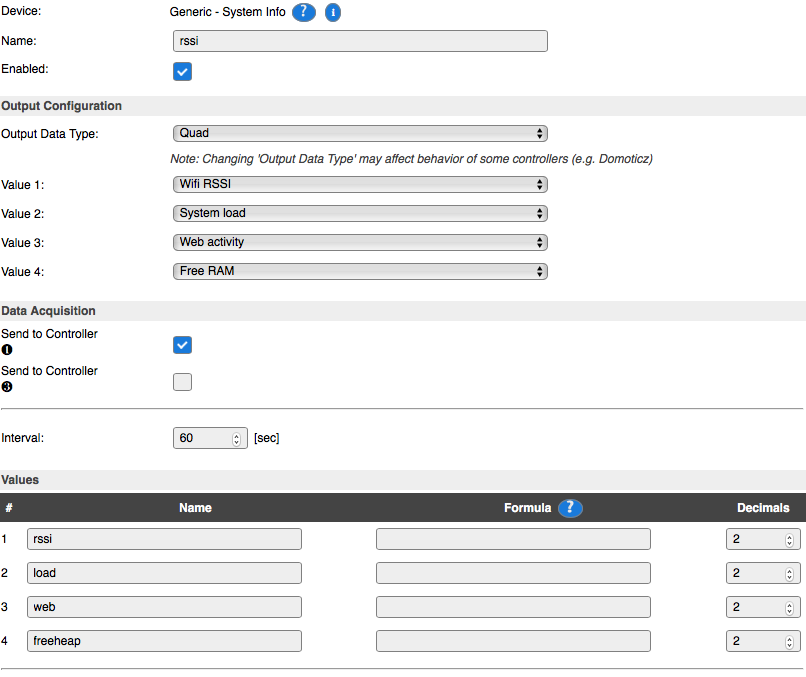 Device: Generic - System Info ? i
Name: rssi
Enabled:
Output Configuration
Output Data Type: Quad
Note: Changing 'Output Data Type' may affect behavior of some controllers (e.g. Domoticz)
Value 1: Wifi RSSI
Value 2: System load
Value 3: Web activity
Value 4: Free RAM
Data Acquisition
Send to Controller
❶
Send to Controller
❸
Interval: 60 [sec]
Values
# Name Formula ? Decimals
1 rssi 2
2 load 2
3 web 2
4 freeheap 2